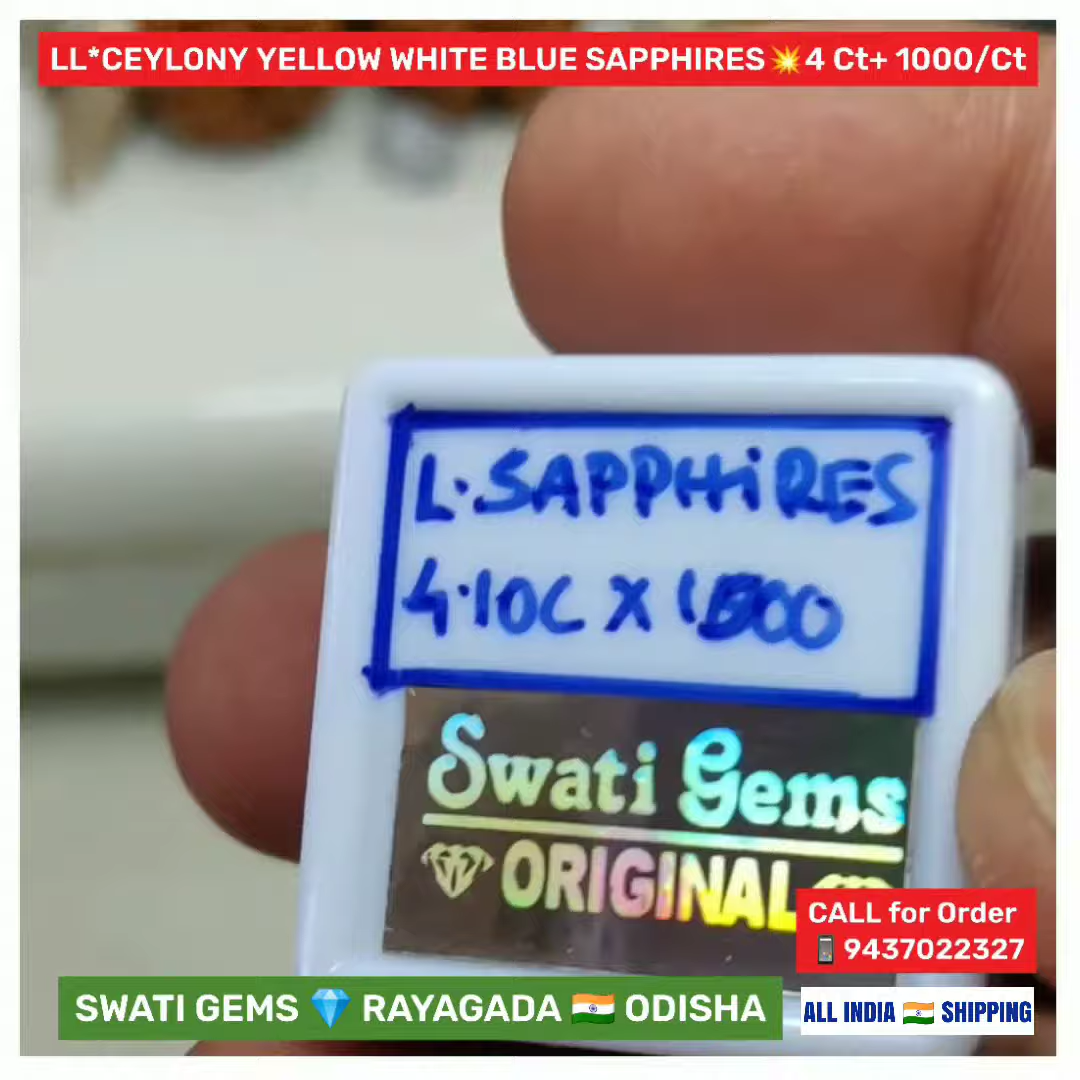 LL*CEYLONY YELLOW WHITE BLUE SAPPHIRES💥4 Ct+ 1000/Ct
L.SAPPHiRES
4.10C X
Swati Gems
ORIGINAL
CALL for Order
📱9437022327
SWATI GEMS 💎 RAYAGADA 🇮🇳 ODISHA
ALL INDIA 🇮🇳 SHIPPING